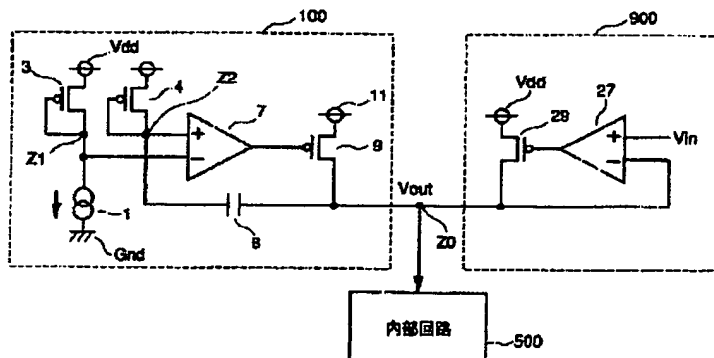 100
900
Vdd
3
4
Z2
7
11
9
Z1
1
Gnd
8
Vout
Z0
Vdd
27
29
Vin
+
−
+
−
内部回路
500